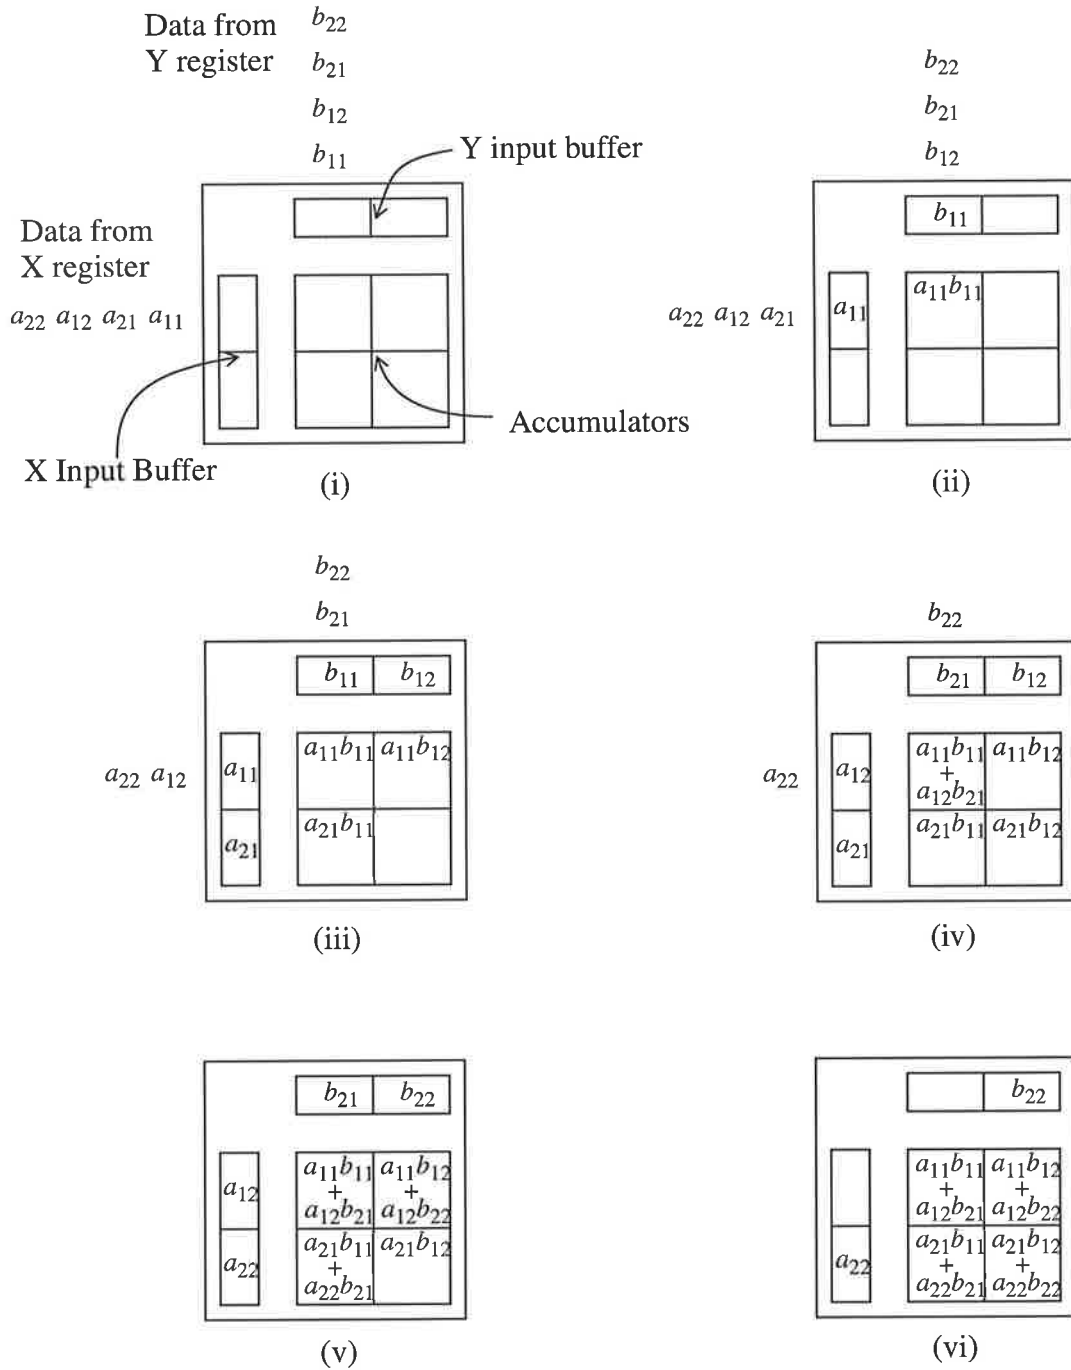 Data from
Y register
b22
b21
b12
b11
Y input buffer
Data from
X register
a22 a12 a21 a11
Accumulators
X Input Buffer
(i)
b22
b21
b12
b11
a22 a12 a21
a11
a11b11
(ii)
b22
b21
b11 b12
a22 a12
a11
a21
a11b11 a11b12
a21b11
(iii)
b22
b21 b12
a22
a12
a21
a11b11 a11b12
+
a12b21
a21b11 a21b12
(iv)
b21 b22
a12
a22
a11b11 a11b12
+ +
a12b21 a12b22
a21b11 a21b12
+
a22b21
(v)
b22
a22
a11b11 a11b12
+ +
a12b21 a12b22
a21b11 a21b12
+ +
a22b21 a22b22
(vi)